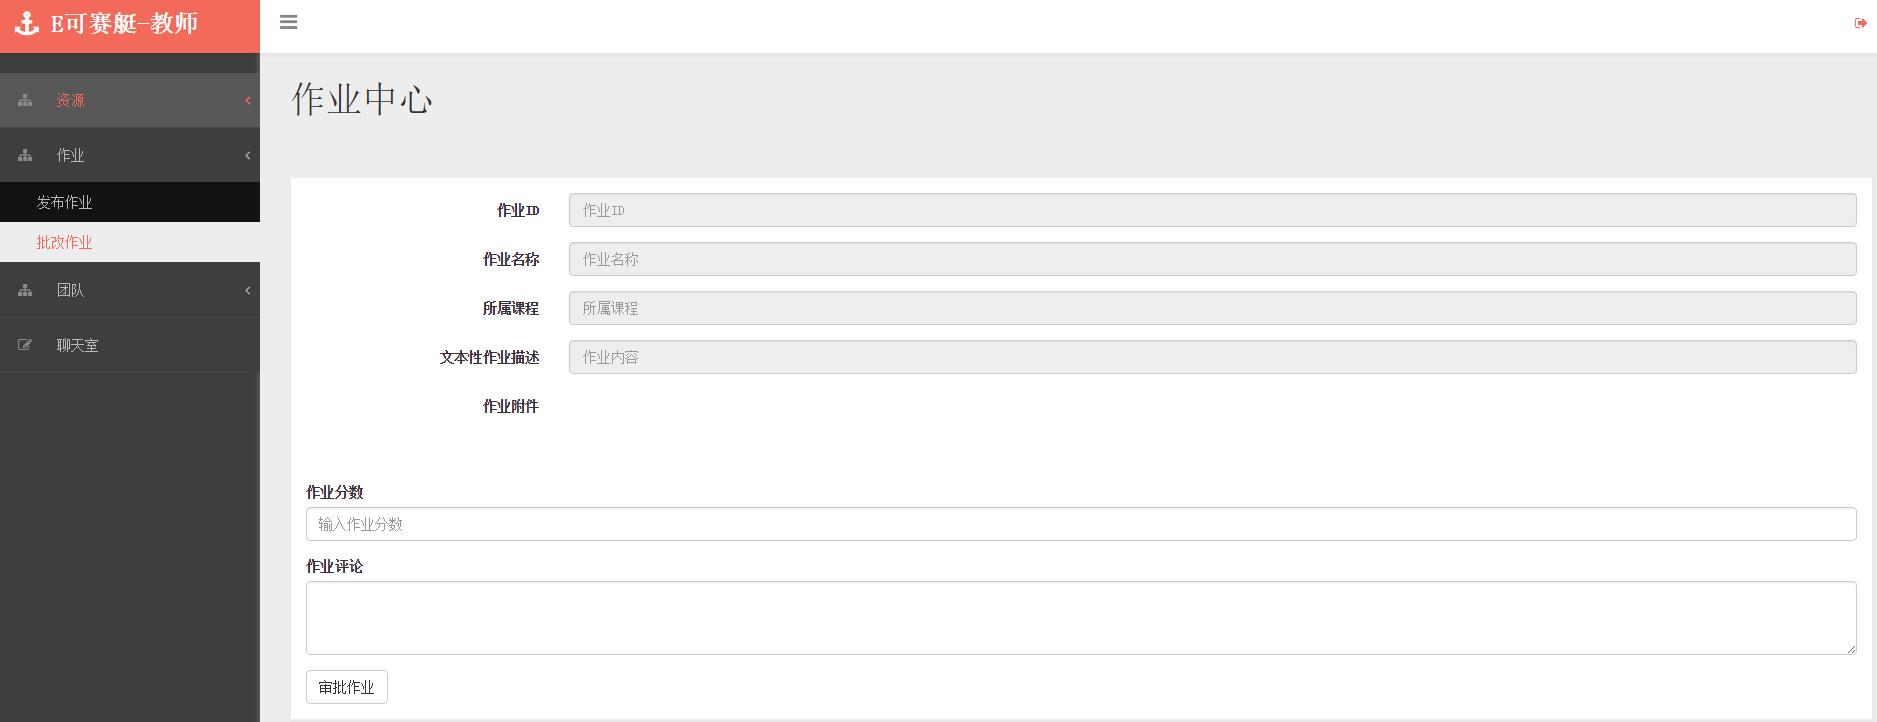 E可赛艇-教师
资源
作业
发布作业
批改作业
团队
聊天室
作业中心
作业ID 作业ID
作业名称 作业名称
所属课程 所属课程
文本性作业描述 作业内容
作业附件
作业分数
输入作业分数
作业评论
审批作业